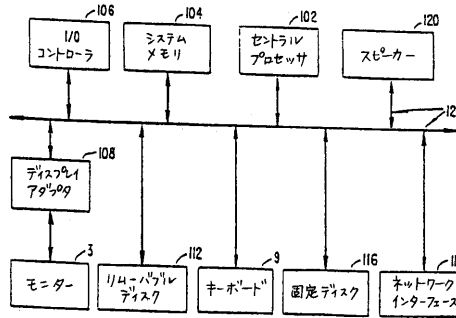 106
I/O
コントローラ
104
システム
メモリ
102
セントラル
プロセッサ
120
スピーカー
108
ディスプレイ
アダプタ
3
モニター
112
リムーバブル
ディスク
9
キーボード
116
固定ディスク
ネットワーク
インターフェース